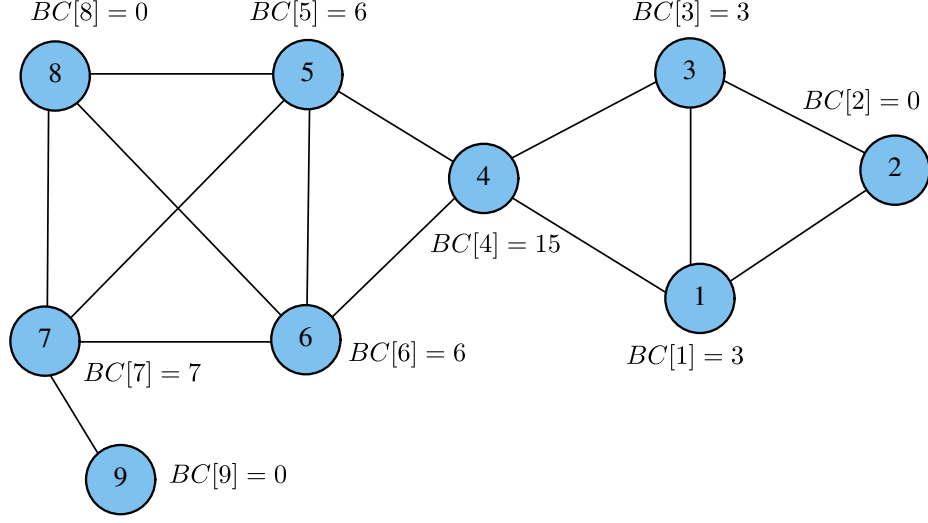 BC[8] = 0
BC[5] = 6
BC[3] = 3
8
5
3
BC[2] = 0
4
2
BC[4] = 15
1
7
6
BC[6] = 6
BC[1] = 3
BC[7] = 7
9
BC[9] = 0